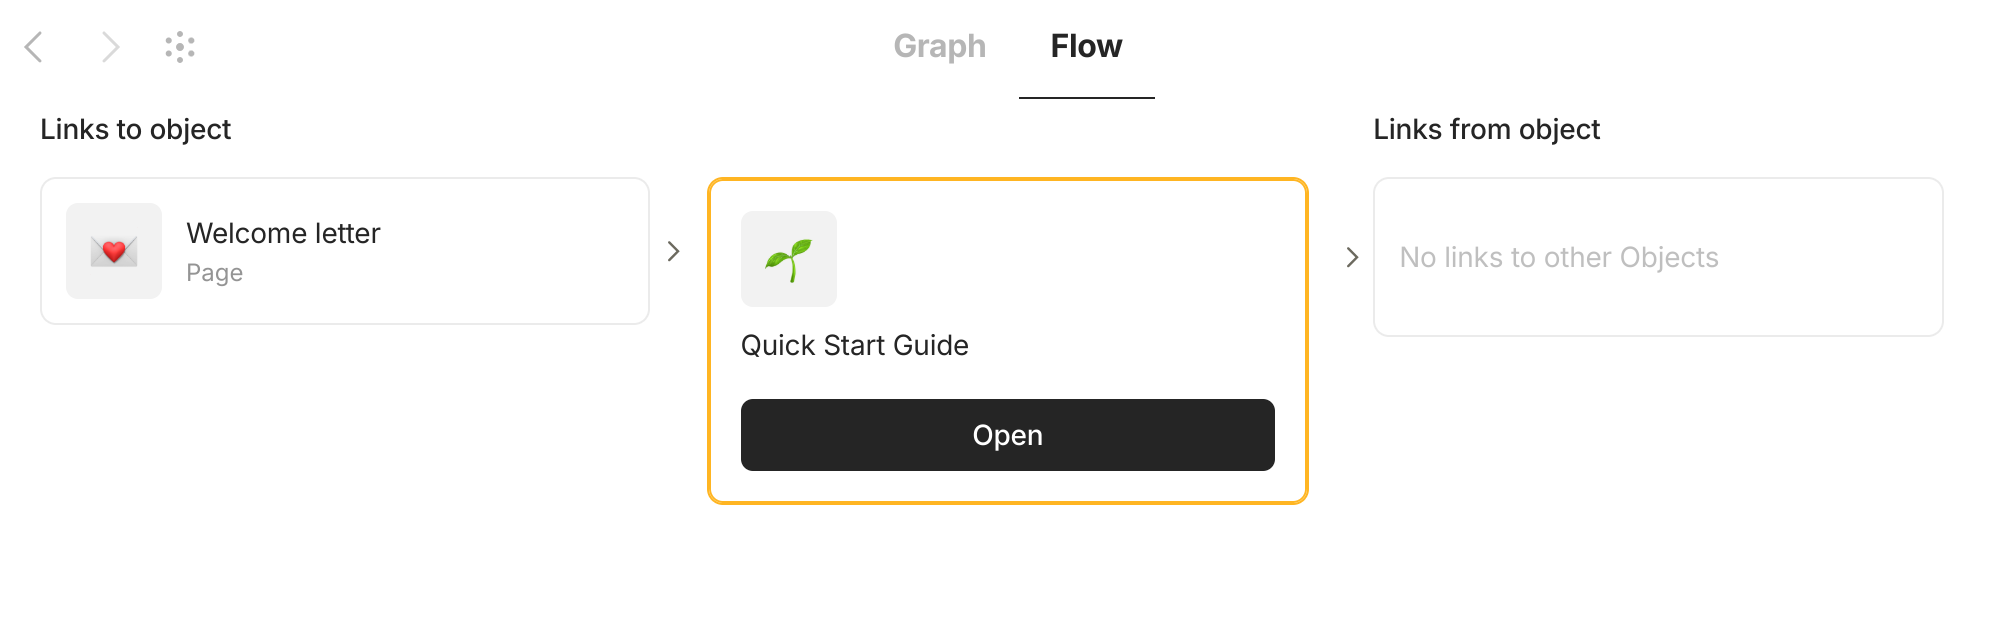 Graph
Flow
Links to object
Links from object
Welcome letter
Page
Quick Start Guide
Open
No links to other Objects